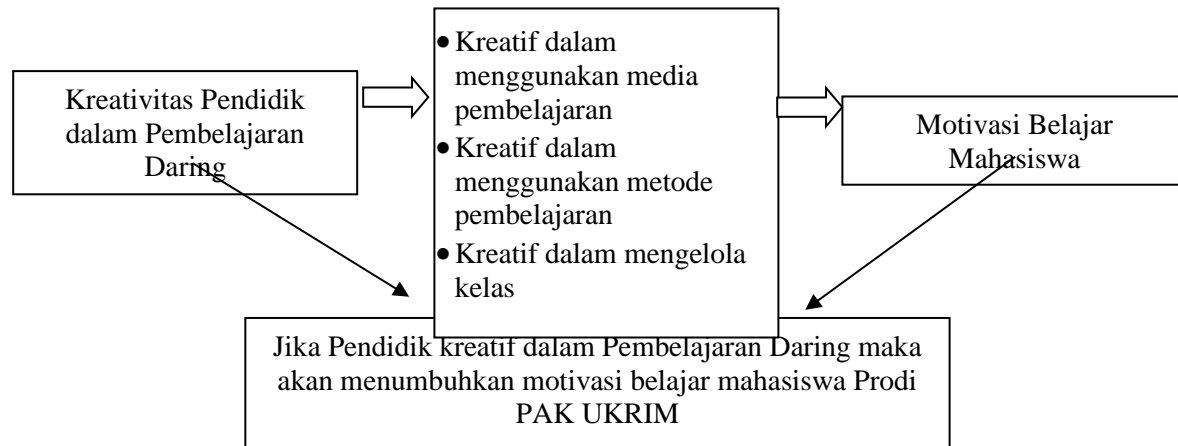 Kreativitas Pendidik
dalam Pembelajaran
Daring
• Kreatif dalam
menggunakan media
pembelajaran
• Kreatif dalam
menggunakan metode
pembelajaran
• Kreatif dalam mengelola
kelas
Motivasi Belajar
Mahasiswa
Jika Pendidik kreatif dalam Pembelajaran Daring maka
akan menumbuhkan motivasi belajar mahasiswa Prodi
PAK UKRIM